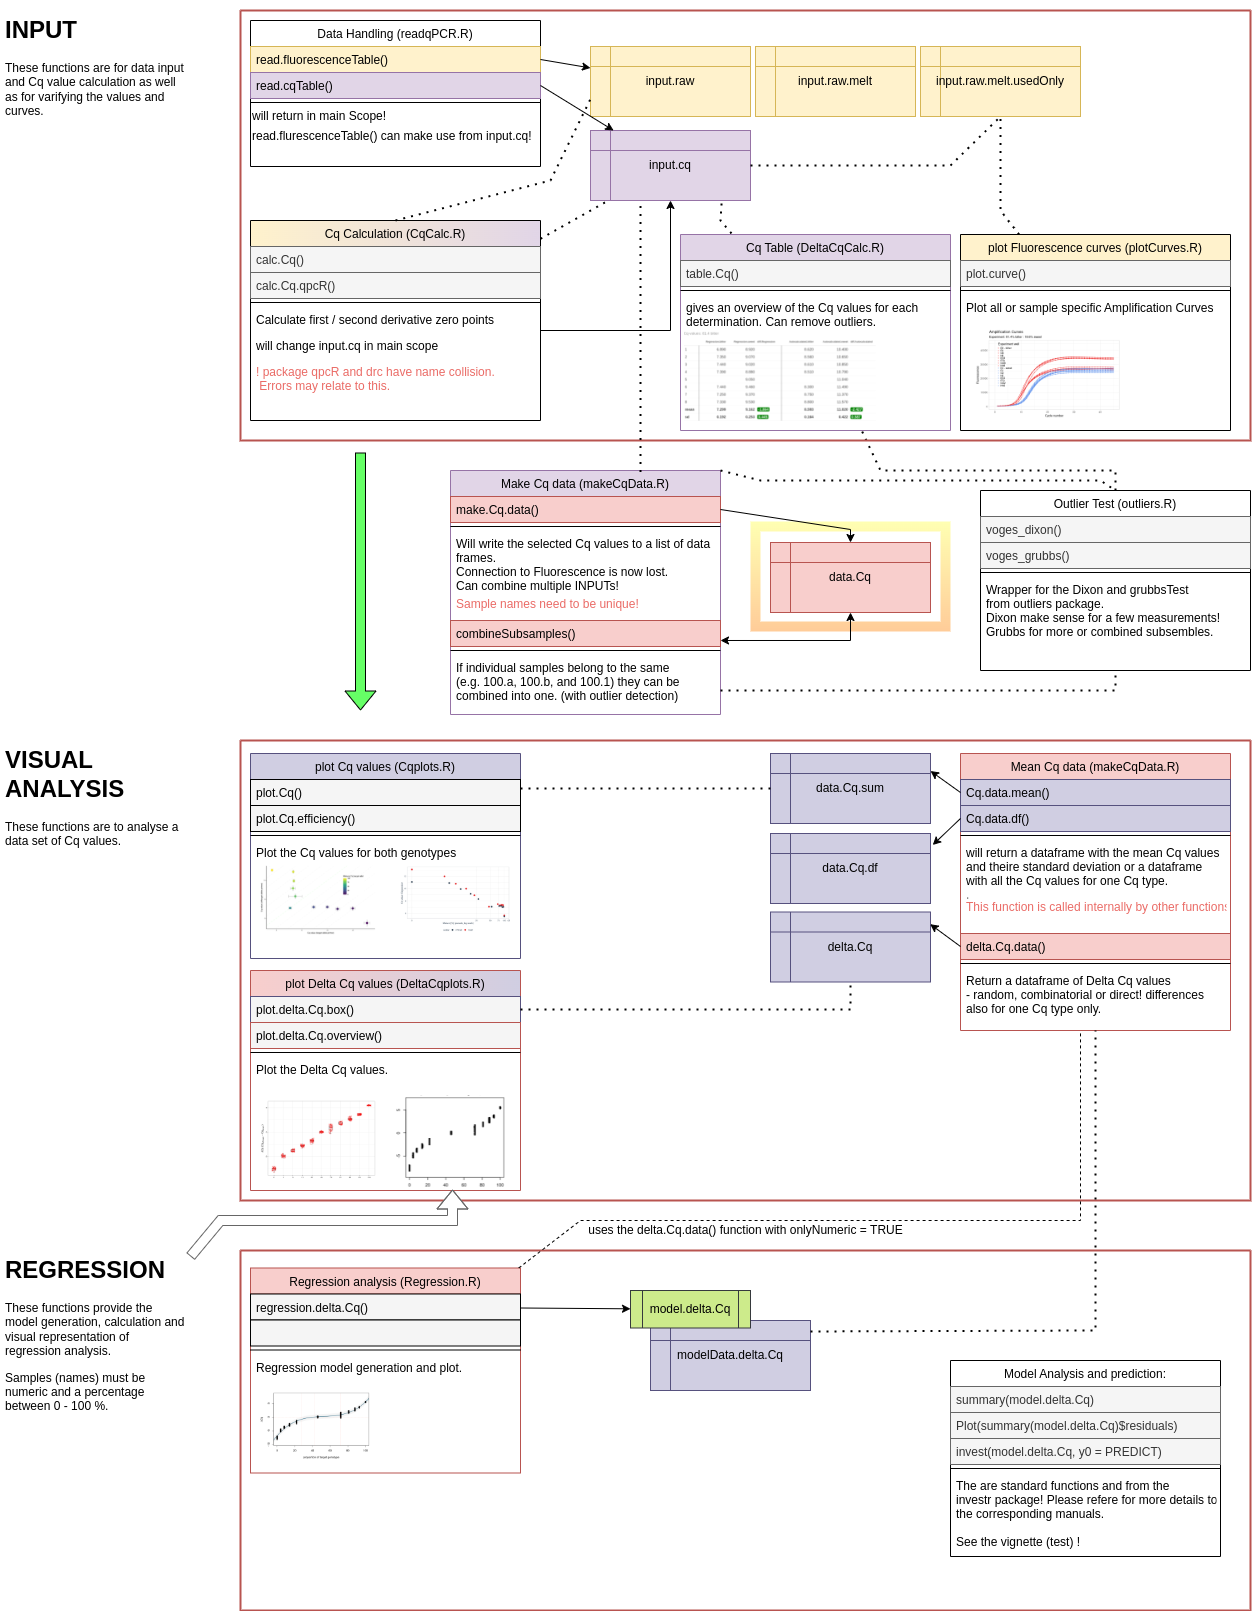 INPUT
These functions are for data input
and Cq value calculation as well
as for varifying the values and
curves.
Data Handling (readqPCR.R)
read.fluorescenceTable()
read.cqTable()
will return in main Scope!
read.flurescenceTable() can make use from input.cq!
input.raw
input.raw.melt
input.raw.melt.usedOnly
input.cq
Cq Calculation (CqCalc.R)
calc.Cq()
calc.Cq.qpcR()
Calculate first / second derivative zero points
will change input.cq in main scope
! package qpcR and drc have name collision.
Errors may relate to this.
Cq Table (DeltaCqCalc.R)
table.Cq()
gives an overview of the Cq values for each
determination. Can remove outliers.
plot Fluorescence curves (plotCurves.R)
plot.curve()
Plot all or sample specific Amplification Curves
Amplification Curves
Make Cq data (makeCqData.R)
make.Cq.data()
Will write the selected Cq values to a list of data
frames.
Connection to Fluorescence is now lost.
Can combine multiple INPUTs!
Sample names need to be unique!
combineSubsamples()
If individual samples belong to the same
(e.g. 100.a, 100.b, and 100.1) they can be
combined into one. (with outlier detection)
data.Cq
Outlier Test (outliers.R)
voges_dixon()
voges_grubbs()
Wrapper for the Dixon and grubbsTest
from outliers package.
Dixon make sense for a few measurements!
Grubbs for more or combined subsembles.
VISUAL
ANALYSIS
These functions are to analyse a
data set of Cq values.
plot Cq values (Cqplots.R)
plot.Cq()
plot.Cq.efficiency()
Plot the Cq values for both genotypes
plot Delta Cq values (DeltaCqplots.R)
plot.delta.Cq.box()
plot.delta.Cq.overview()
Plot the Delta Cq values.
0 20 40 60 80 100
data.Cq.sum
data.Cq.df
delta.Cq
Mean Cq data (makeCqData.R)
Cq.data.mean()
Cq.data.df()
will return a dataframe with the mean Cq values
and theire standard deviation or a dataframe
with all the Cq values for one Cq type.
.
This function is called internally by other functions
delta.Cq.data()
Return a dataframe of Delta Cq values
- random, combinatorial or direct! differences
also for one Cq type only.
uses the delta.Cq.data() function with onlyNumeric = TRUE
REGRESSION
These functions provide the
model generation, calculation and
visual representation of
regression analysis.
Samples (names) must be
numeric and a percentage
between 0 - 100 %.
Regression analysis (Regression.R)
regression.delta.Cq()
Regression model generation and plot.
model.delta.Cq
modelData.delta.Cq
Model Analysis and prediction:
summary(model.delta.Cq)
Plot(summary(model.delta.Cq)$residuals)
invest(model.delta.Cq, y0 = PREDICT)
The are standard functions and from the
investr package! Please refere for more details to
the corresponding manuals.
See the vignette (test) !